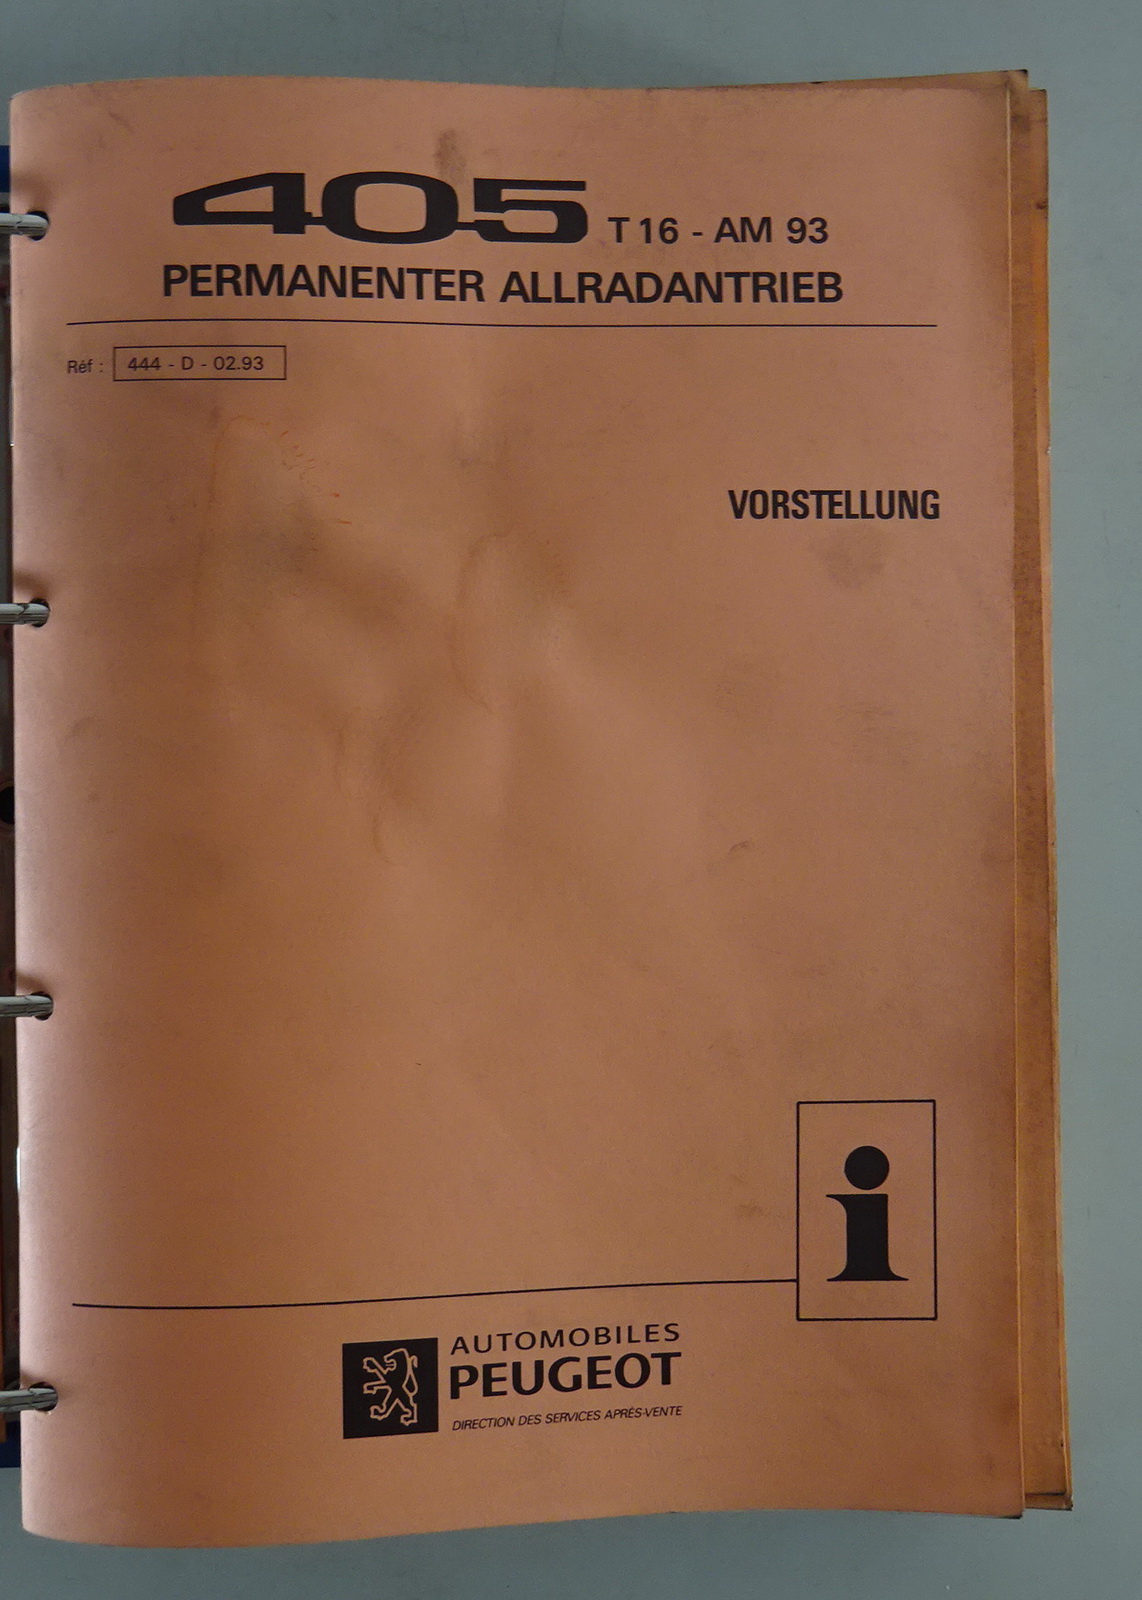 405 T 16 - AM 93
PERMANENTER ALLRADANTRIEB
Réf : 444 - D - 02.93
VORSTELLUNG
i
AUTOMOBILES
PEUGEOT
DIRECTION DES SERVICES APRÈS-VENTE